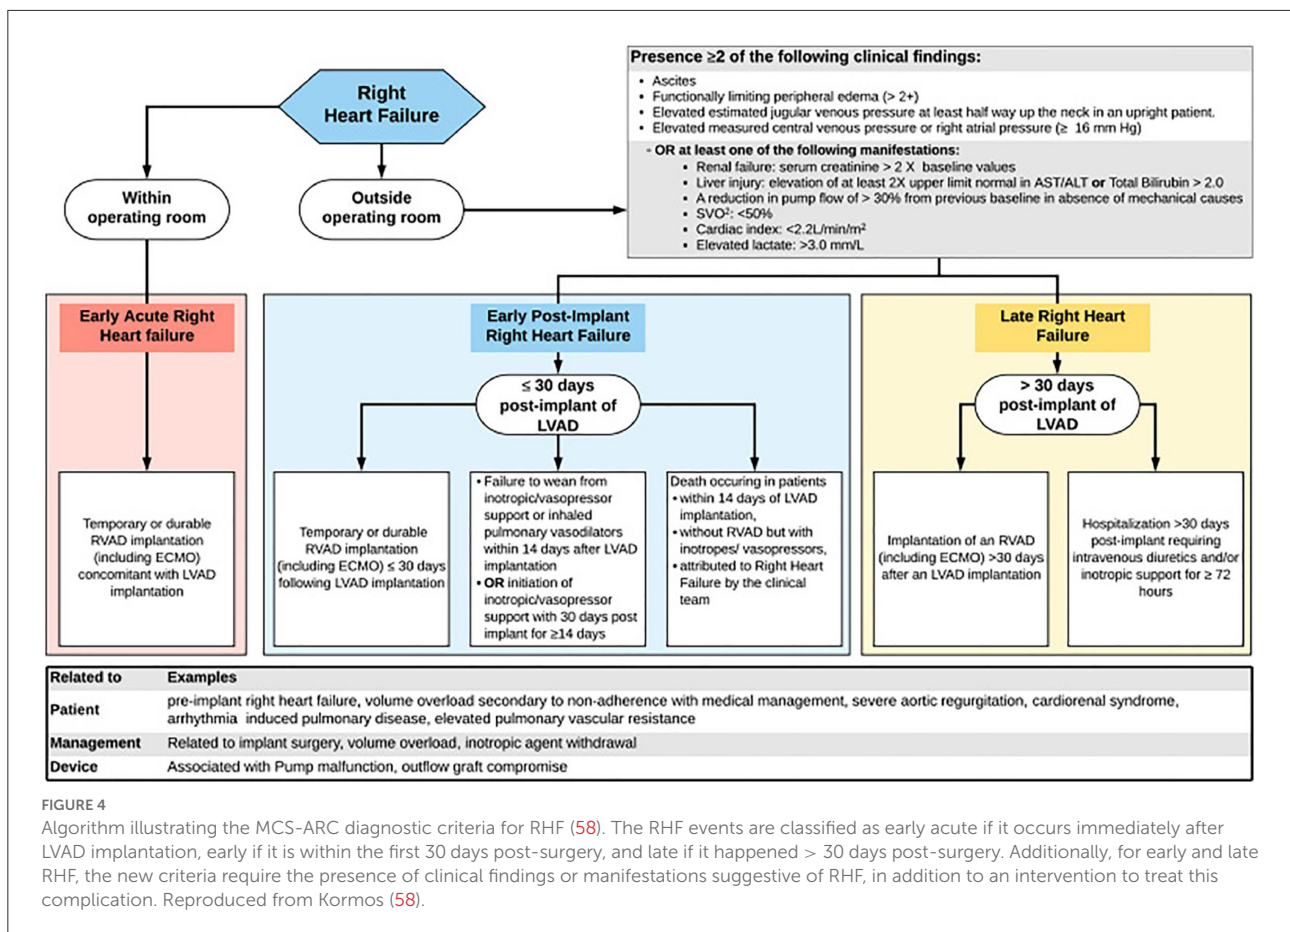 Right
Heart Failure
Within
operating room
Outside
operating room
Presence ≥2 of the following clinical findings:
• Ascites
• Functionally limiting peripheral edema (> 2+)
• Elevated estimated jugular venous pressure at least half way up the neck in an upright patient.
• Elevated measured central venous pressure or right atrial pressure (≥ 16 mm Hg)
- OR at least one of the following manifestations:
• Renal failure: serum creatinine > 2 X baseline values
• Liver injury: elevation of at least 2X upper limit normal in AST/ALT or Total Bilirubin > 2.0
• A reduction in pump flow of > 30% from previous baseline in absence of mechanical causes
• SVO²: <50%
• Cardiac index: <2.2L/min/m²
• Elevated lactate: >3.0 mm/L
Early Acute Right
Heart failure
Temporary or durable
RVAD implantation
(including ECMO)
concomitant with LVAD
implantation
Early Post-Implant
Right Heart Failure
≤ 30 days
post-implant of
LVAD
Temporary or durable
RVAD implantation
(including ECMO) ≤ 30 days
following LVAD implantation
• Failure to wean from
inotropic/vasopressor
support or inhaled
pulmonary vasodilators
within 14 days after LVAD
implantation
• OR initiation of
inotropic/vasopressor
support with 30 days post
implant for ≥14 days
Death occuring in patients
• within 14 days of LVAD
implantation,
• without RVAD but with
inotropes/ vasopressors,
• attributed to Right Heart
Failure by the clinical
team
Late Right Heart
Failure
> 30 days
post-implant of
LVAD
Implantation of an RVAD
(including ECMO) >30 days
after an LVAD implantation
Hospitalization >30 days
post-implant requiring
intravenous diuretics and/or
inotropic support for ≥ 72
hours
Related to Examples
Patient pre-implant right heart failure, volume overload secondary to non-adherence with medical management, severe aortic regurgitation, cardiorenal syndrome,
arrhythmia induced pulmonary disease, elevated pulmonary vascular resistance
Management Related to implant surgery, volume overload, inotropic agent withdrawal
Device Associated with Pump malfunction, outflow graft compromise
FIGURE 4
Algorithm illustrating the MCS-ARC diagnostic criteria for RHF (58). The RHF events are classified as early acute if it occurs immediately after
LVAD implantation, early if it is within the first 30 days post-surgery, and late if it happened > 30 days post-surgery. Additionally, for early and late
RHF, the new criteria require the presence of clinical findings or manifestations suggestive of RHF, in addition to an intervention to treat this
complication. Reproduced from Kormos (58).